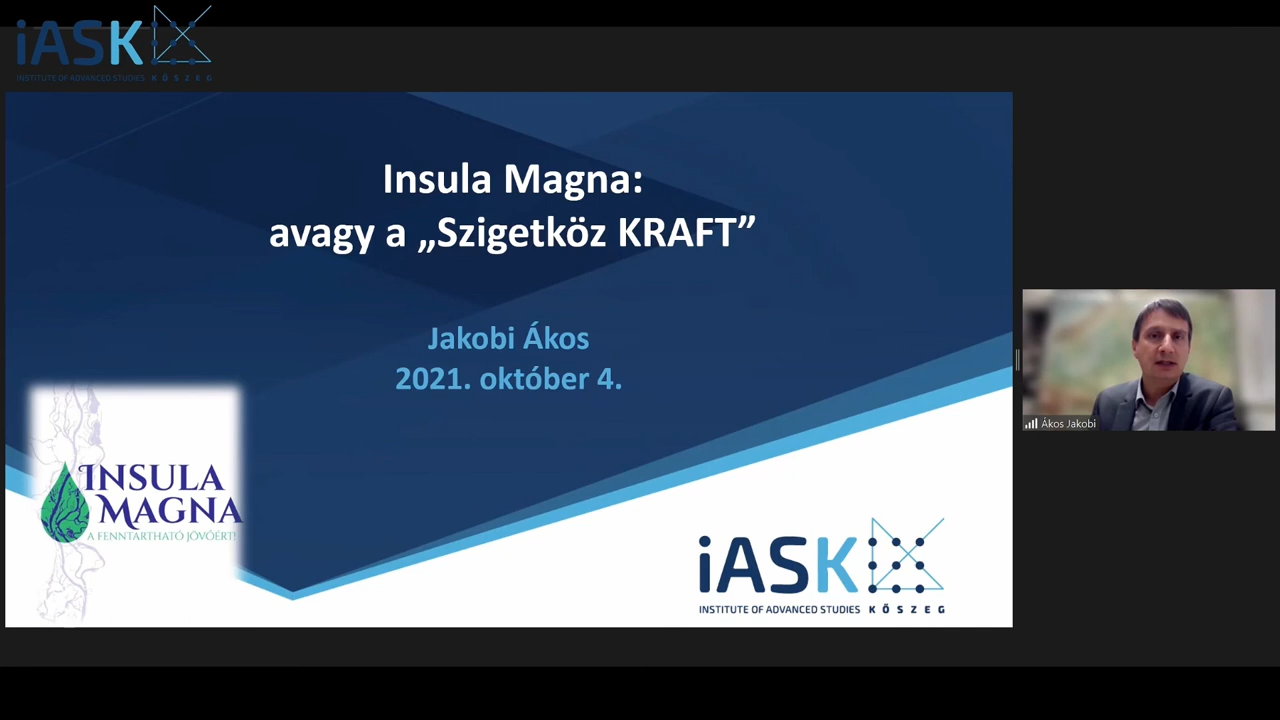 iASK
INSTITUTE OF ADVANCED STUDIES KŐSZEG
Insula Magna:
avagy a „Szigetköz KRAFT”
Jakobi Ákos
2021. október 4.
INSULA
MAGNA
A FENNTARTHATÓ JÖVŐÉRT!
iASK
INSTITUTE OF ADVANCED STUDIES KŐSZEG
Ákos Jakobi